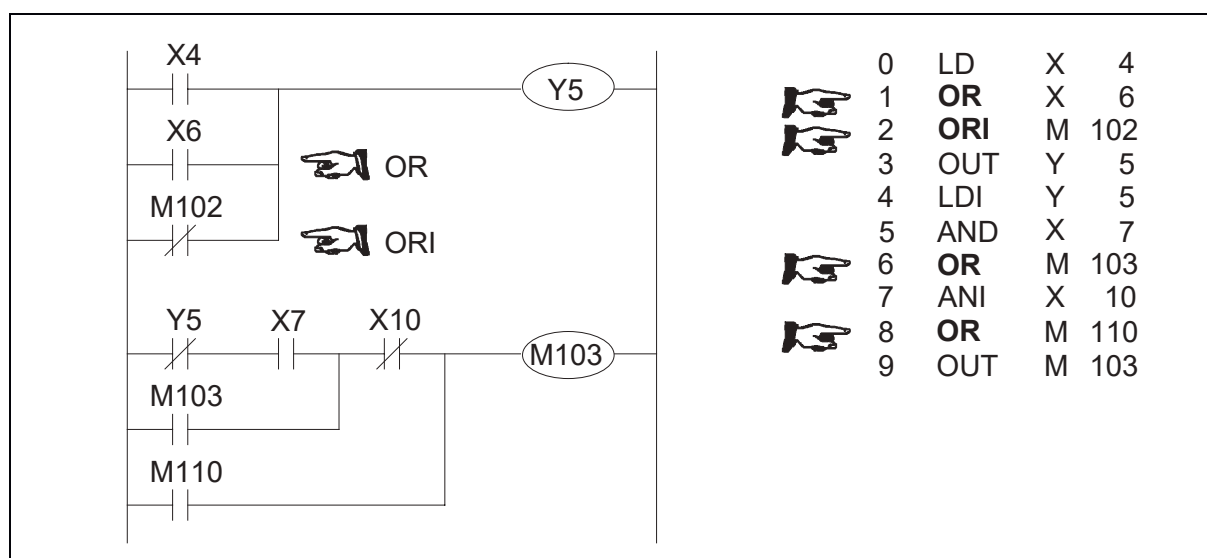 X4
Y5
X6
OR
M102
ORI
Y5 X7 X10
M103
M103
M110
0 LD X 4
1 OR X 6
2 ORI M 102
3 OUT Y 5
4 LDI Y 5
5 AND X 7
6 OR M 103
7 ANI X 10
8 OR M 110
9 OUT M 103